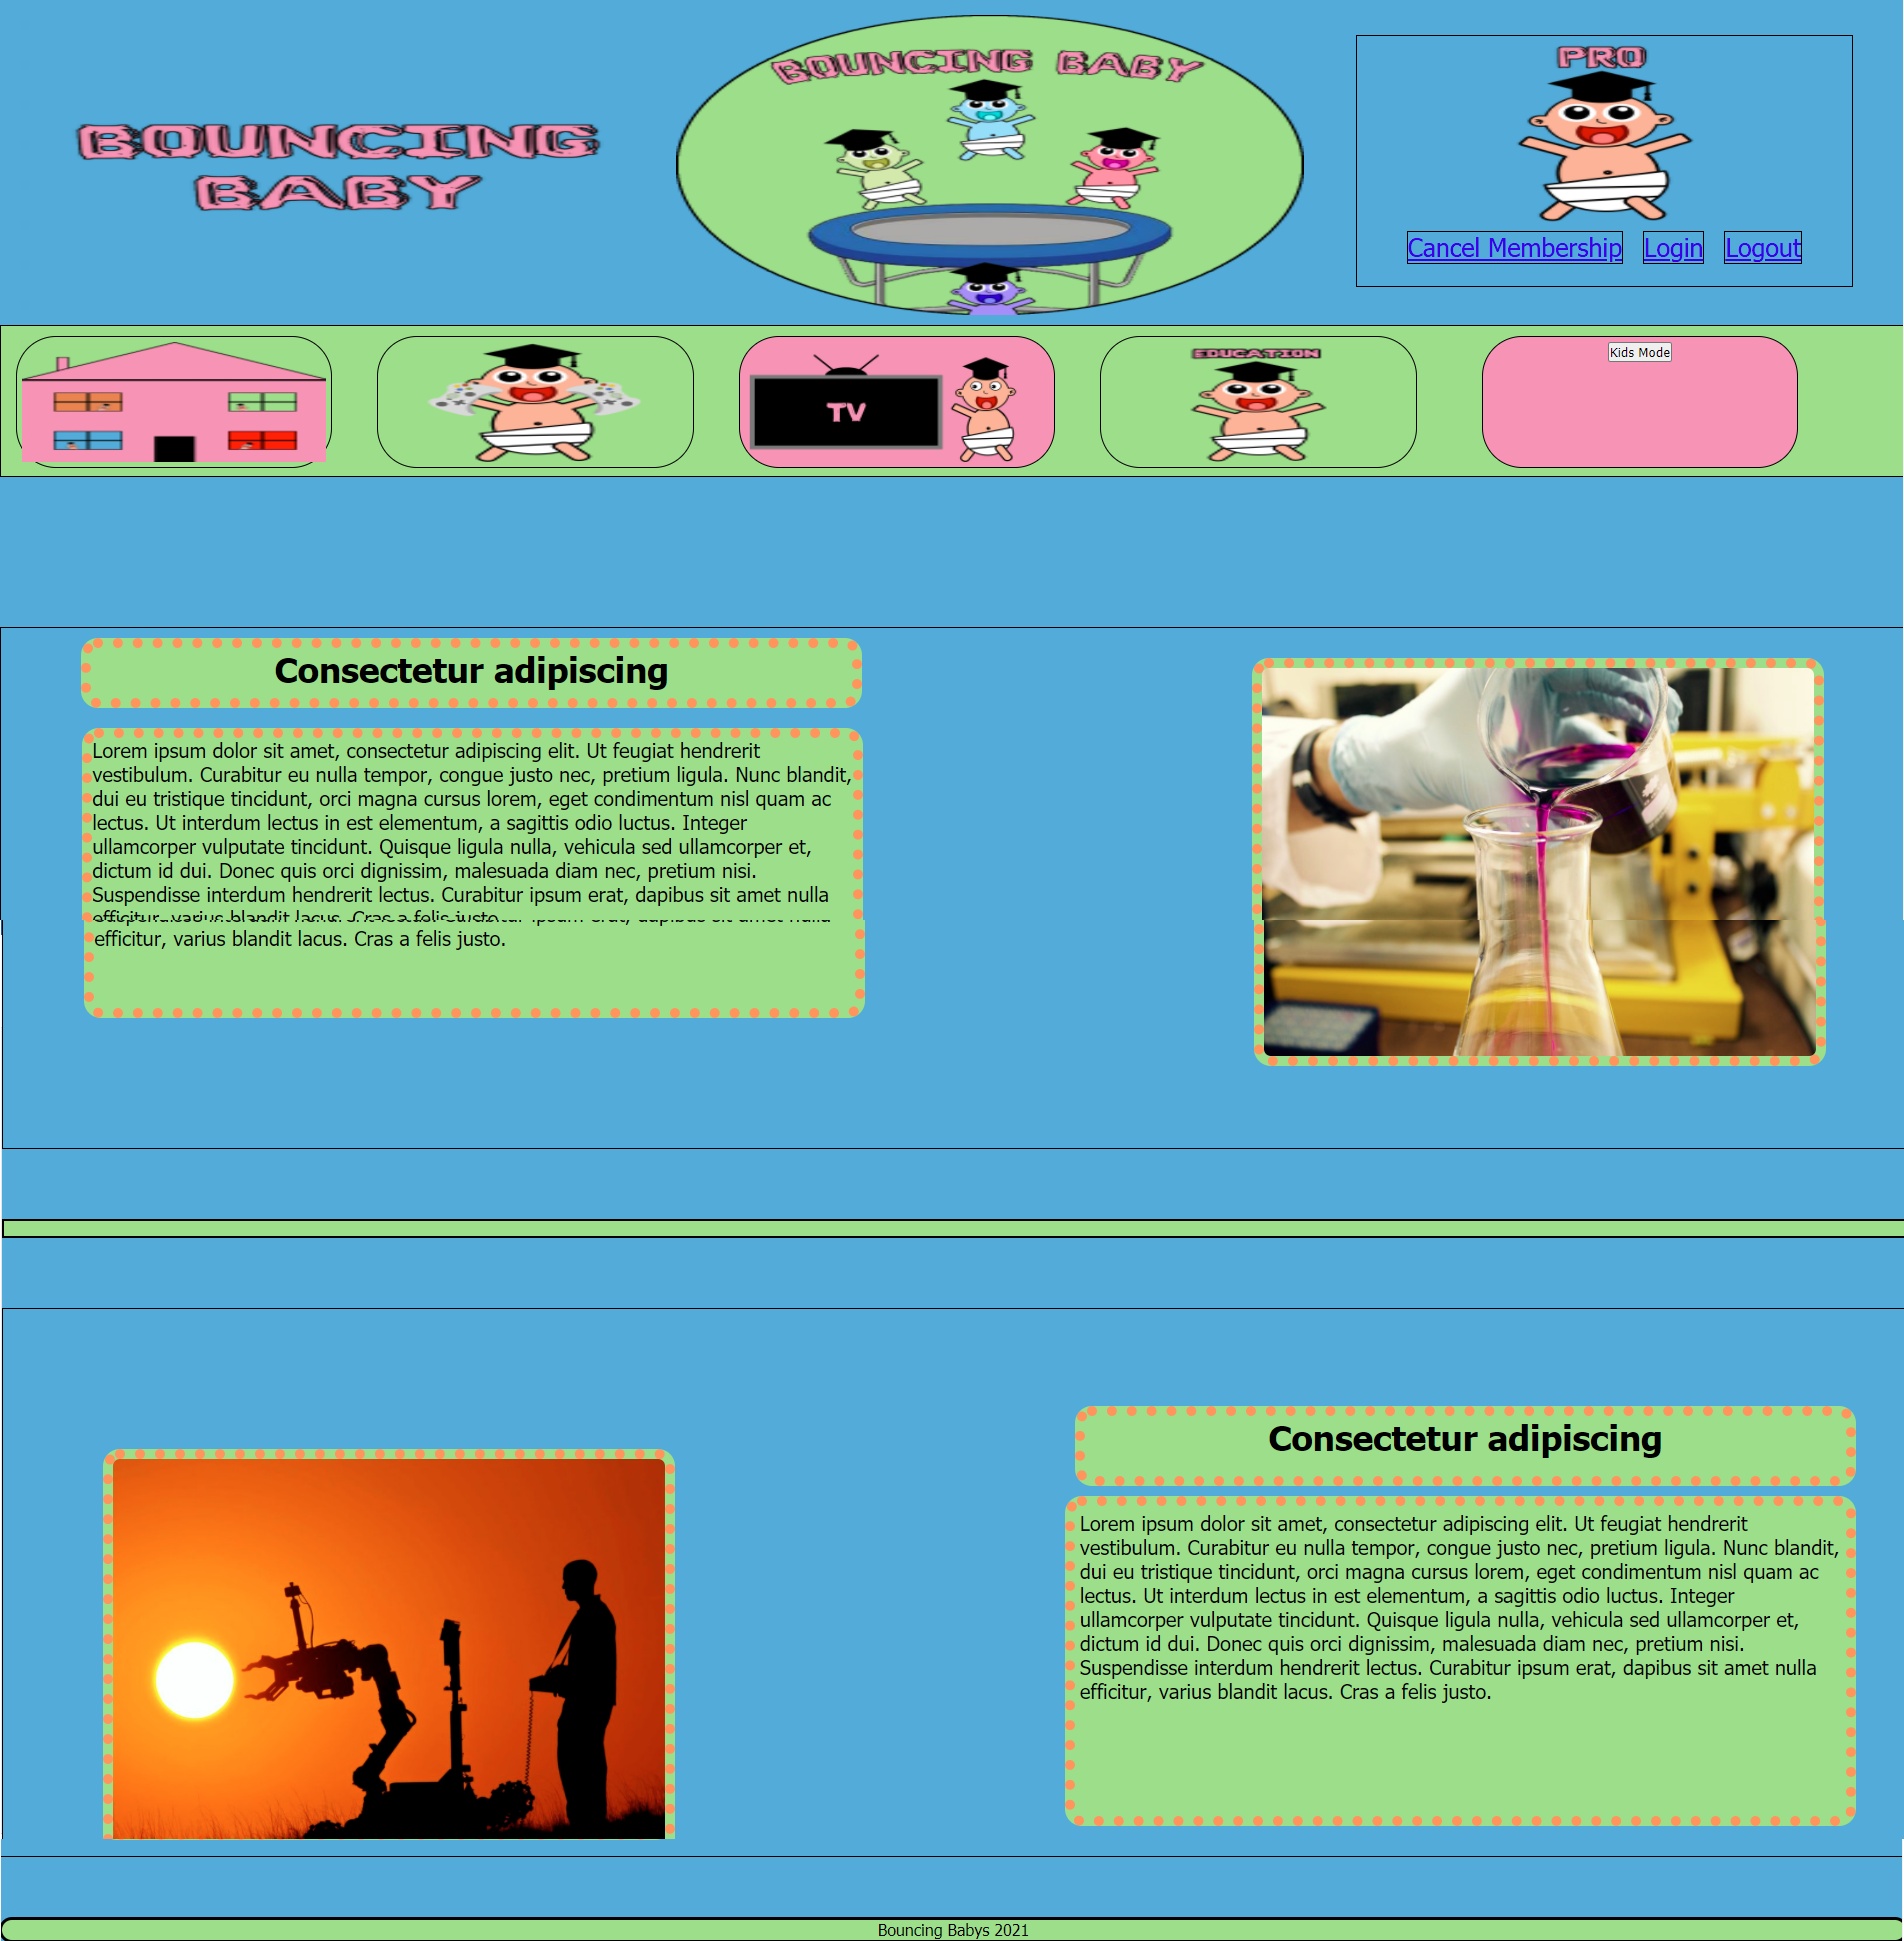 BOUNCING
BABY
BOUNCING BABY
PRO
Cancel Membership Login Logout
TV
EDUCATION
Kids Mode
Consectetur adipiscing
Lorem ipsum dolor sit amet, consectetur adipiscing elit. Ut feugiat hendrerit
vestibulum. Curabitur eu nulla tempor, congue justo nec, pretium ligula. Nunc blandit,
dui eu tristique tincidunt, orci magna cursus lorem, eget condimentum nisl quam ac
lectus. Ut interdum lectus in est elementum, a sagittis odio luctus. Integer
ullamcorper vulputate tincidunt. Quisque ligula nulla, vehicula sed ullamcorper et,
dictum id dui. Donec quis orci dignissim, malesuada diam nec, pretium nisi.
Suspendisse interdum hendrerit lectus. Curabitur ipsum erat, dapibus sit amet nulla
efficitur, varius blandit lacus. Cras a felis justo.
Consectetur adipiscing
Lorem ipsum dolor sit amet, consectetur adipiscing elit. Ut feugiat hendrerit
vestibulum. Curabitur eu nulla tempor, congue justo nec, pretium ligula. Nunc blandit,
dui eu tristique tincidunt, orci magna cursus lorem, eget condimentum nisl quam ac
lectus. Ut interdum lectus in est elementum, a sagittis odio luctus. Integer
ullamcorper vulputate tincidunt. Quisque ligula nulla, vehicula sed ullamcorper et,
dictum id dui. Donec quis orci dignissim, malesuada diam nec, pretium nisi.
Suspendisse interdum hendrerit lectus. Curabitur ipsum erat, dapibus sit amet nulla
efficitur, varius blandit lacus. Cras a felis justo.
Bouncing Babys 2021